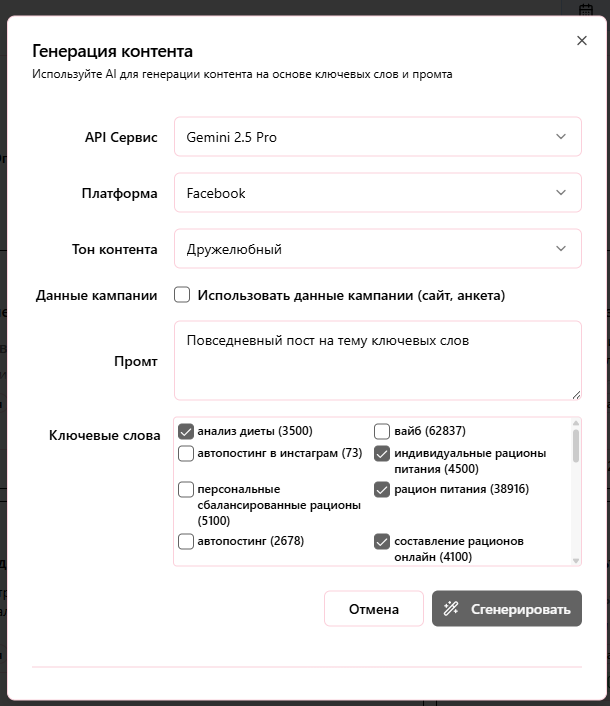 Генерация контента
Используйте AI для генерации контента на основе ключевых слов и промта
API Сервис
Gemini 2.5 Pro
Платформа
Facebook
Тон контента
Дружелюбный
Данные кампании
Использовать данные кампании (сайт, анкета)
Промт
Повседневный пост на тему ключевых слов
Ключевые слова
анализ диеты (3500)
вайб (62837)
автопостинг в инстаграм (73)
индивидуальные рационы
питания (4500)
персональные
сбалансированные рационы
(5100)
рацион питания (38916)
автопостинг (2678)
составление рационов
онлайн (4100)
Отмена
Сгенерировать